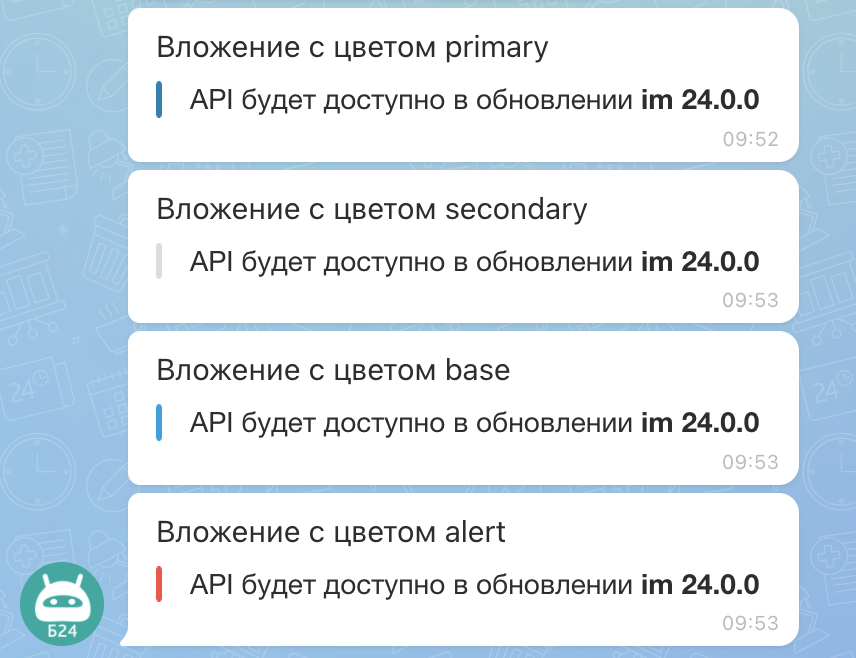 Вложение с цветом primary
API будет доступно в обновлении im 24.0.0
09:52
Вложение с цветом secondary
API будет доступно в обновлении im 24.0.0
09:53
Вложение с цветом base
API будет доступно в обновлении im 24.0.0
09:53
Вложение с цветом alert
API будет доступно в обновлении im 24.0.0
09:53
Б24
24
24